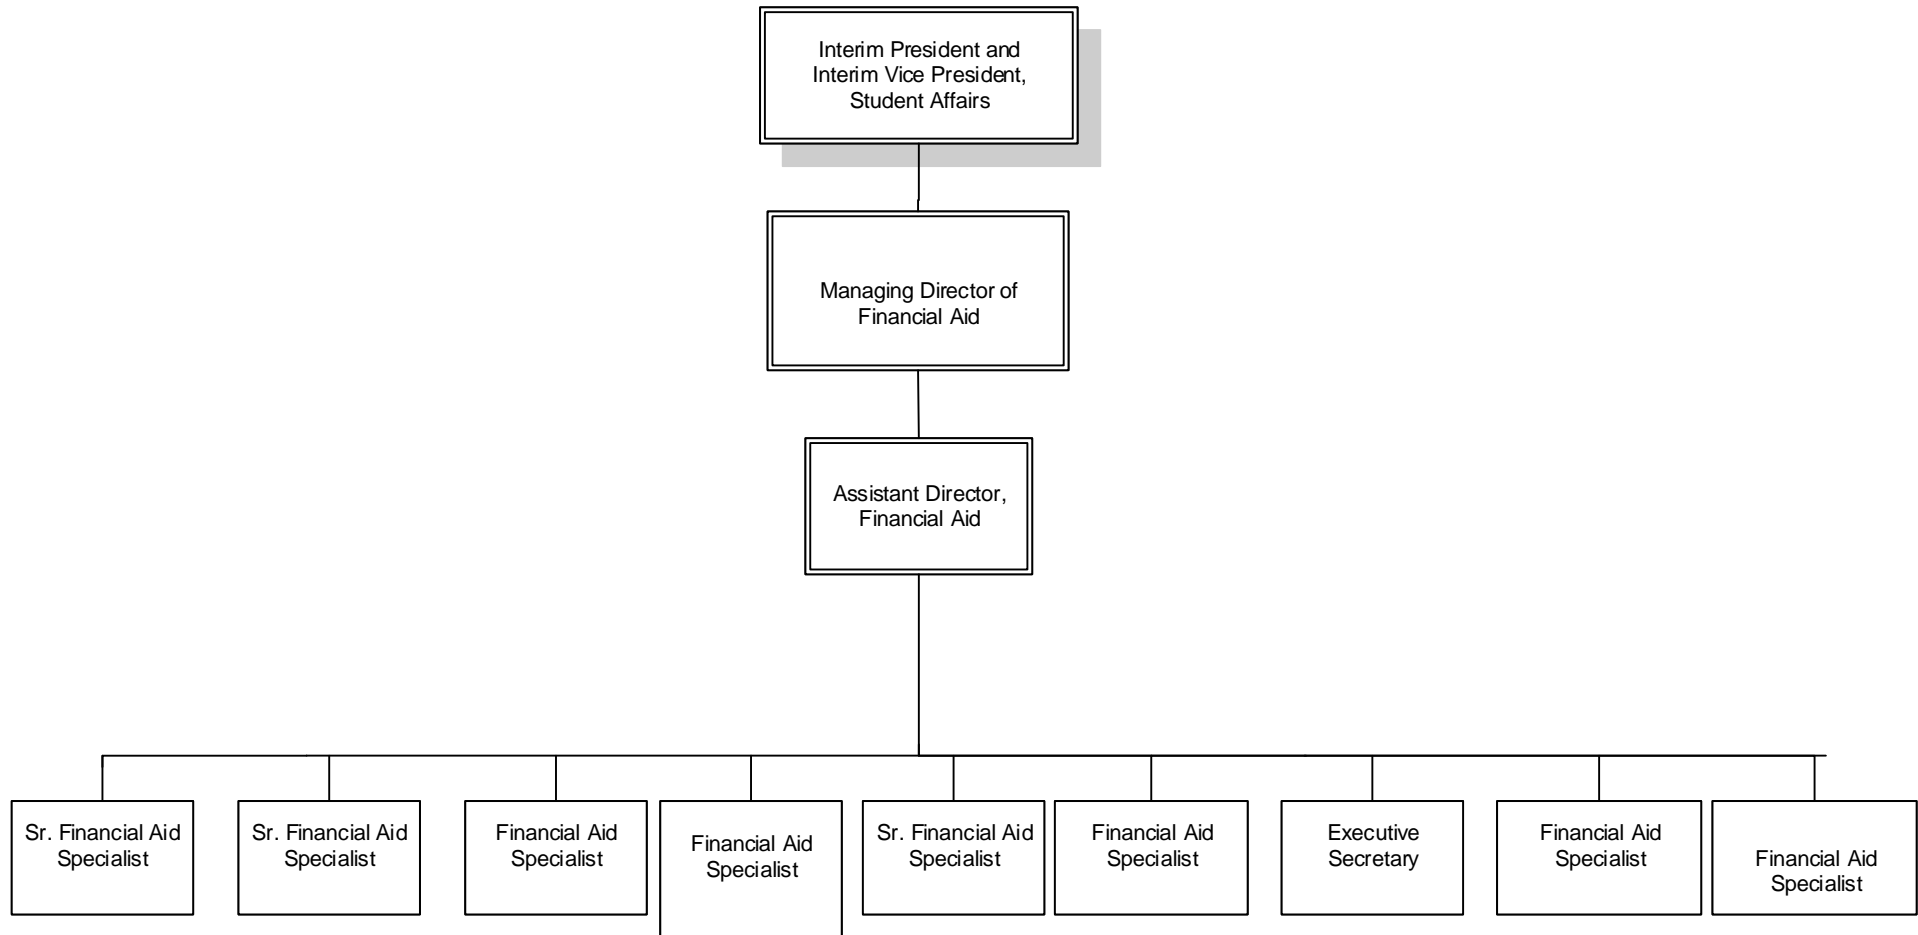 Interim President and
Interim Vice President,
Student Affairs
Managing Director of
Financial Aid
Assistant Director,
Financial Aid
Sr. Financial Aid
Specialist
Sr. Financial Aid
Specialist
Financial Aid
Specialist
Financial Aid
Specialist
Sr. Financial Aid
Specialist
Financial Aid
Specialist
Executive
Secretary
Financial Aid
Specialist
Financial Aid
Specialist